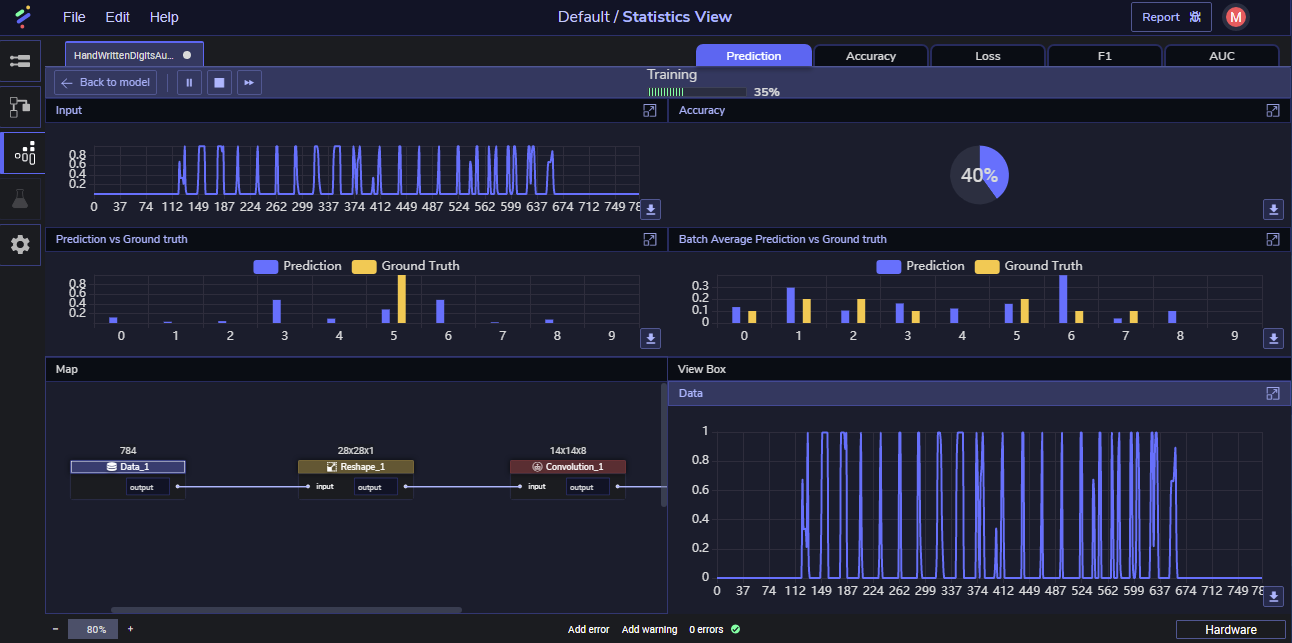 File Edit Help
Default / Statistics View
Report
M
HandWrittenDigitsAu...
Prediction Accuracy Loss F1 AUC
Back to model
Training
35%
Input
0.8
0.6
0.4
0.2
0 37 74 112 149 187 224 262 299 337 374 412 449 487 524 562 599 637 674 712 749 78
Accuracy
40%
Prediction vs Ground truth
Prediction Ground Truth
0.8
0.6
0.4
0.2
0 1 2 3 4 5 6 7 8 9
Batch Average Prediction vs Ground truth
Prediction Ground Truth
0.3
0.2
0.1
0
0 1 2 3 4 5 6 7 8 9
Map
784
Data_1
output
28x28x1
Reshape_1
input output
14x14x8
Convolution_1
input output
View Box
Data
1
0.8
0.6
0.4
0.2
0
0 37 74 112 149 187 224 262 299 337 374 412 449 487 524 562 599 637 674 712 749 78
- 80% +
Add error Add warning 0 errors
Hardware